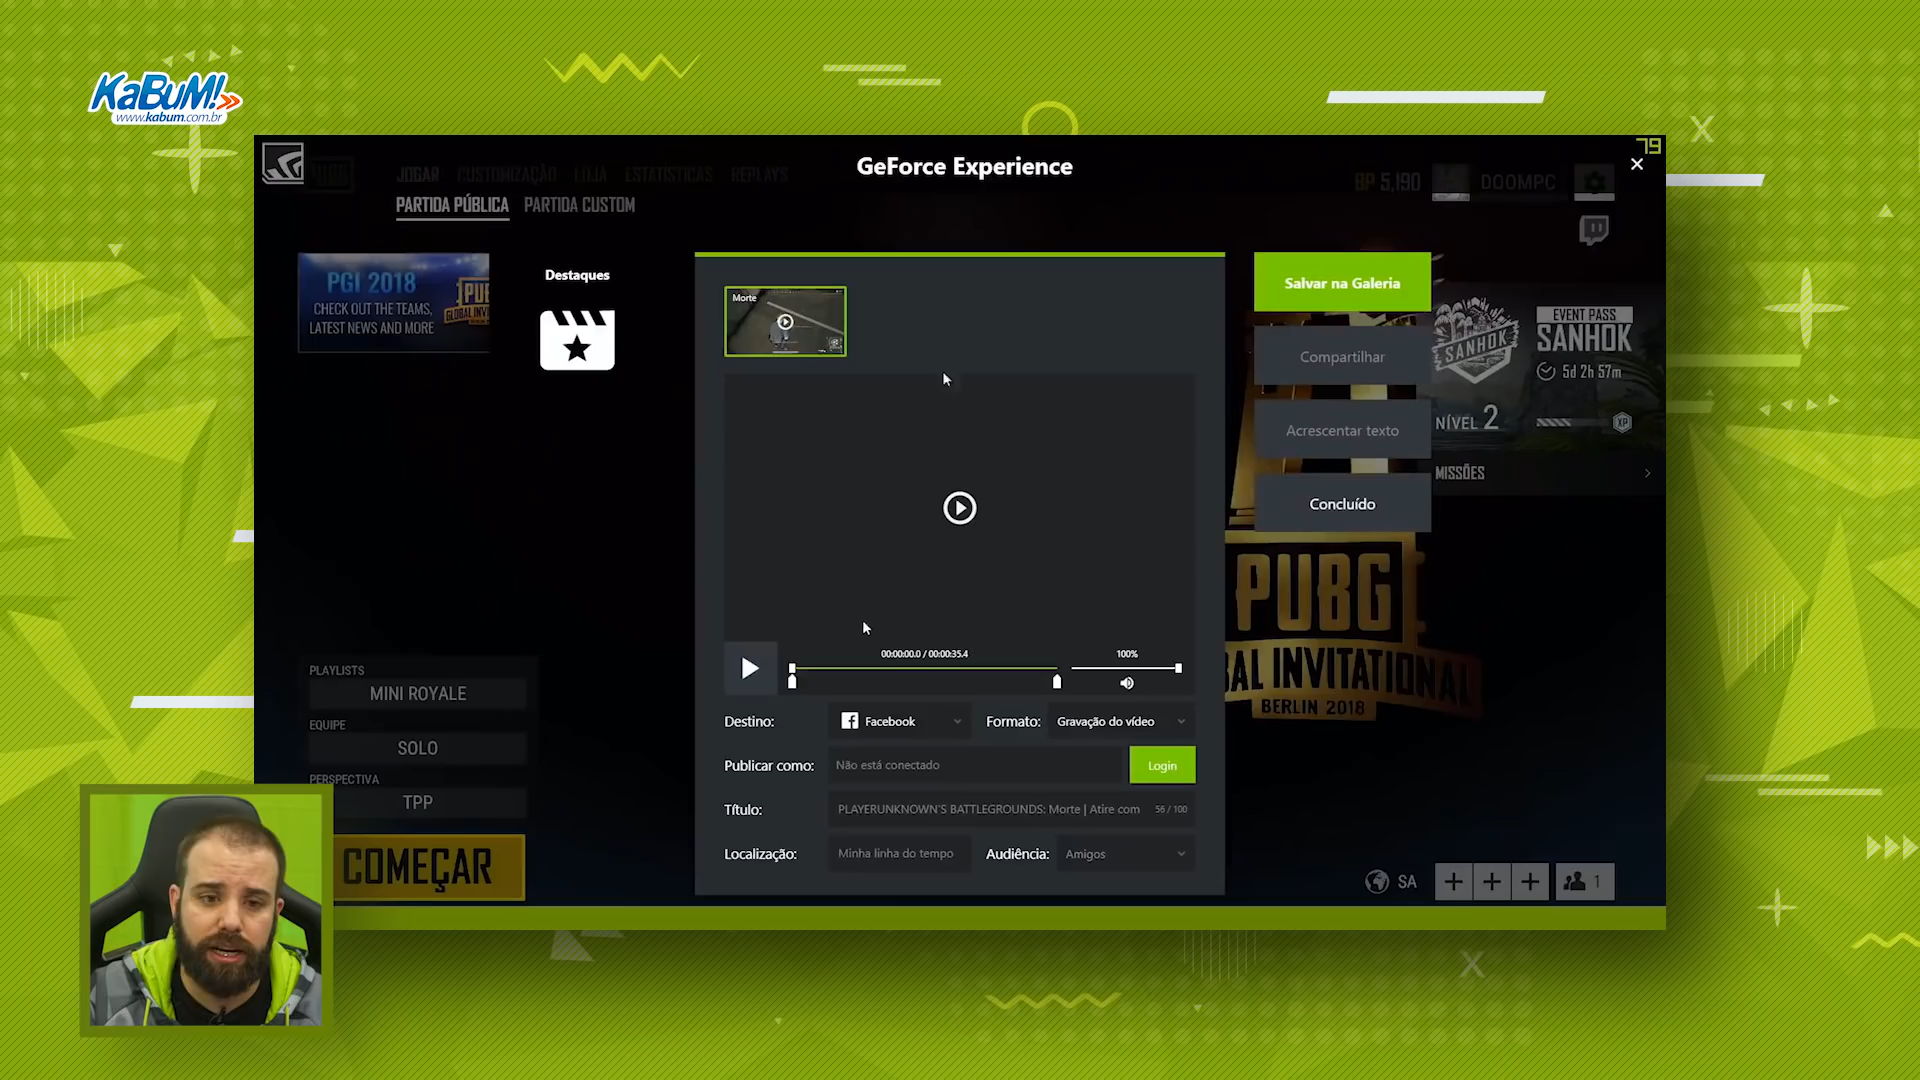 KaBuM!
www.kabum.com.br
79
GeForce Experience
JOGAR CUSTOMIZAÇÃO LOJA ESTATÍSTICAS REPLAYS
BP 5,190
DOOMPC
PARTIDA PÚBLICA PARTIDA CUSTOM
PGI 2018
CHECK OUT THE TEAMS,
LATEST NEWS AND MORE
Destaques
Morte
Salvar na Galeria
Compartilhar
Acrescentar texto
Concluído
SANHOK
EVENT PASS
SANHOK
5d 2h 57m
NÍVEL 2
XP
MISSÕES
PUBG
BAL INVITATIONAL
BERLIN 2018
00:00:00.0 / 00:00:35.4
100%
Destino: Facebook Formato: Gravação do vídeo
Publicar como: Não está conectado Login
Título: PLAYERUNKNOWN'S BATTLEGROUNDS: Morte | Atire com 56 / 100
Localização: Minha linha do tempo Audiência: Amigos
PLAYLISTS
MINI ROYALE
EQUIPE
SOLO
PERSPECTIVA
TPP
COMEÇAR
SA
1